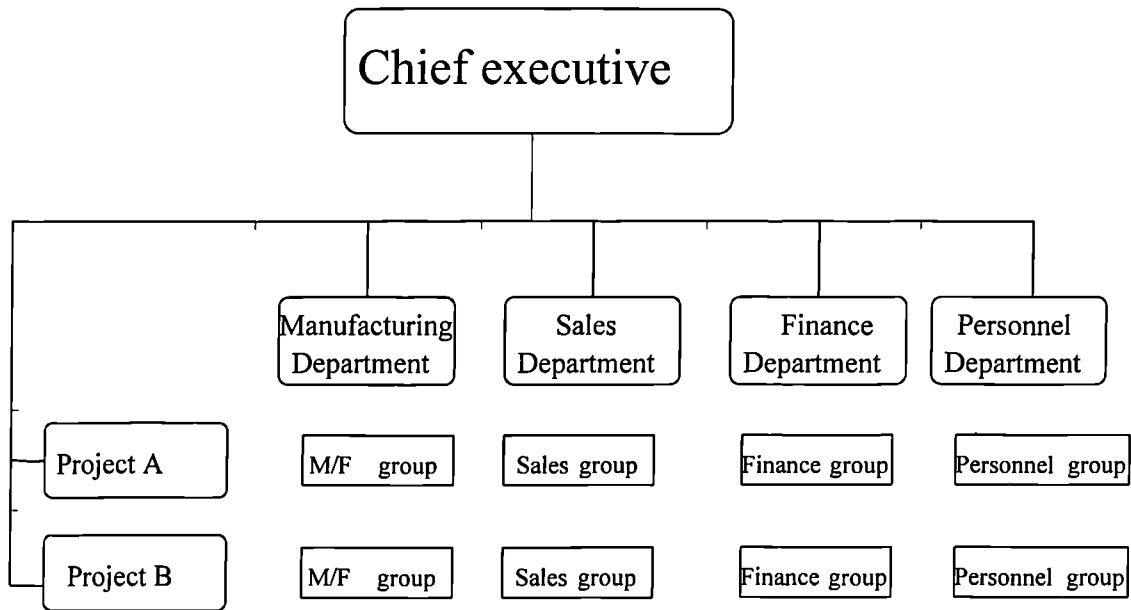 Chief executive
Manufacturing
Department
Sales
Department
Finance
Department
Personnel
Department
Project A
M/F group
Sales group
Finance group
Personnel group
Project B
M/F group
Sales group
Finance group
Personnel group